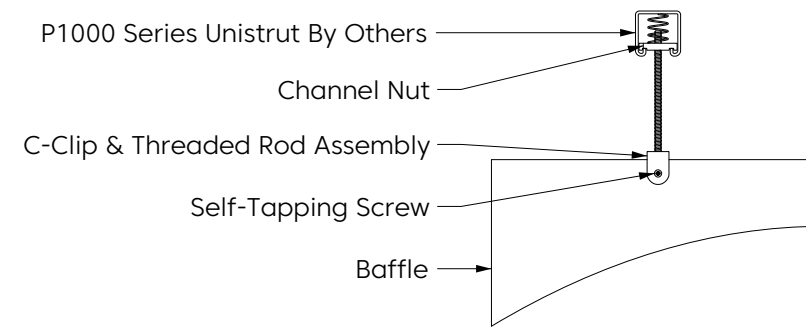 P1000 Series Unistrut By Others
Channel Nut
C-Clip & Threaded Rod Assembly
Self-Tapping Screw
Baffle